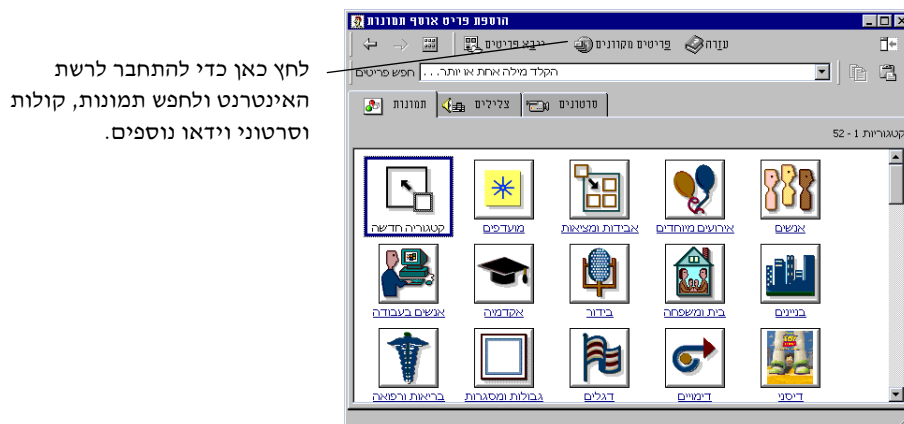 הוספת פריט אוסף תמונות
ייבא פריטים פריטים מקוונים עזרה
חפש פריטים הקלד מילה אחת או יותר...
תמונות צלילים סרטונים
קטגוריות 1 - 52
קטגוריה חדשה מועדפים אבידות ומציאות אירועים מיוחדים אנשים
אנשים בעבודה אקדמיה בידור בית ומשפחה בניינים
בריאות ורפואה גבולות ומסגרות דגלים דימויים דיסני
לחץ כאן כדי להתחבר לרשת
האינטרנט ולחפש תמונות, קולות
וסרטוני וידאו נוספים.